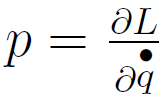 p = ∂L/∂q̇